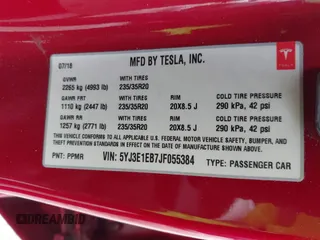 07/18 MFD BY TESLA, INC. TESLA
GVWR WITH TIRES
2265 kg (4993 lb) 235/35R20
GAWR FRT WITH TIRES RIMS COLD TIRE PRESSURE
1110 kg (2447 lb) 235/35R20 20X8.5 J 290 kPa, 42 psi
GAWR RR WITH TIRES RIMS COLD TIRE PRESSURE
1257 kg (2771 lb) 235/35R20 20X8.5 J 290 kPa, 42 psi
THIS VEHICLE CONFORMS TO ALL APPLICABLE U.S. FEDERAL MOTOR VEHICLE SAFETY, BUMPER, AND
THEFT PREVENTION STANDARDS IN EFFECT ON THE DATE OF MANUFACTURE SHOWN ABOVE.
PNT: PPMR VIN: 5YJ3E1EB7JF055384 TYPE: PASSENGER CAR
DREAMBID